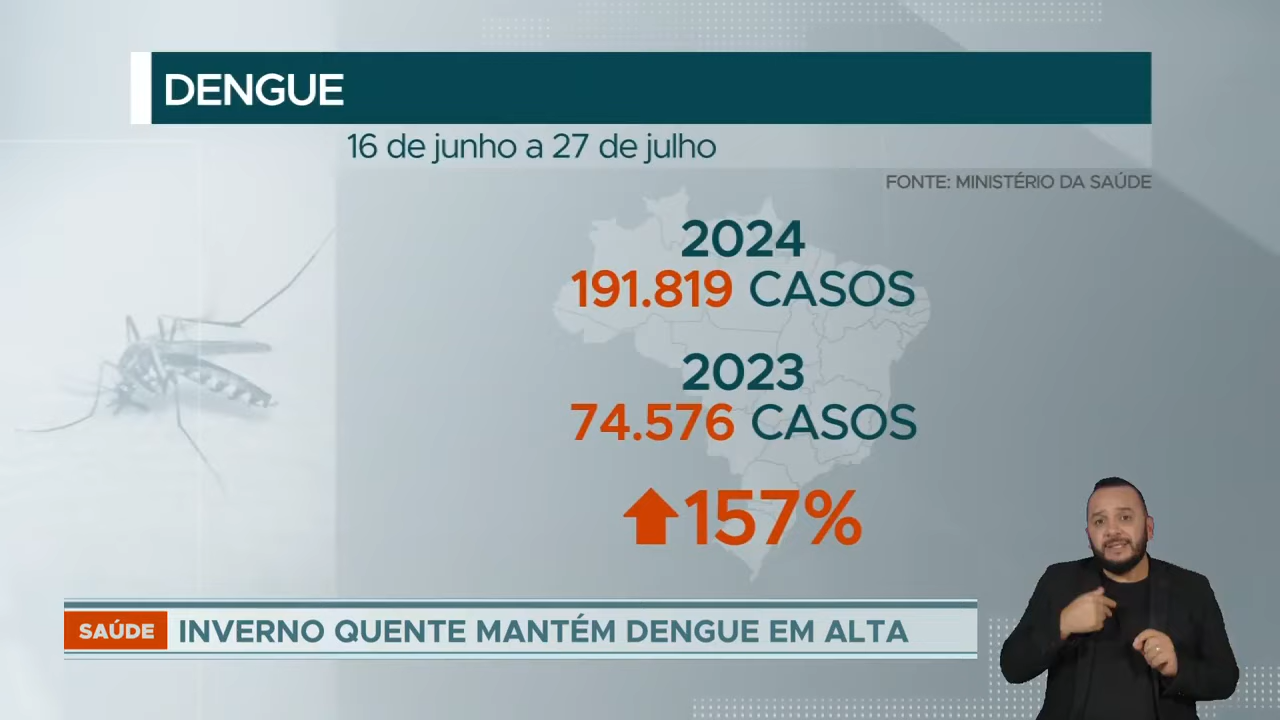 DENGUE
16 de junho a 27 de julho
FONTE: MINISTÉRIO DA SAÚDE
2024
191.819 CASOS
2023
74.576 CASOS
157%
SAÚDE INVERNO QUENTE MANTÉM DENGUE EM ALTA